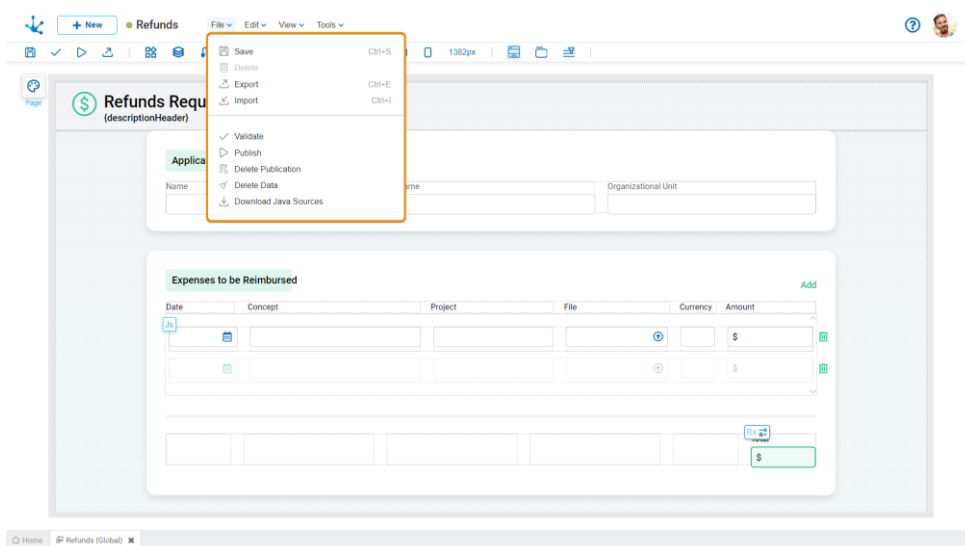 + New
Refunds
File Edit View Tools
1382px
Page
Save Ctrl+S
Delete
Export Ctrl+E
Import Ctrl+I
Validate
Publish
Delete Publication
Delete Data
Download Java Sources
Refunds Requ
{descriptionHeader}
Applica
Name
Organizational Unit
Expenses to be Reimbursed
Add
Date Concept Project File Currency Amount
Js
$
$
Rx
Total
$
Home Refunds (Global)